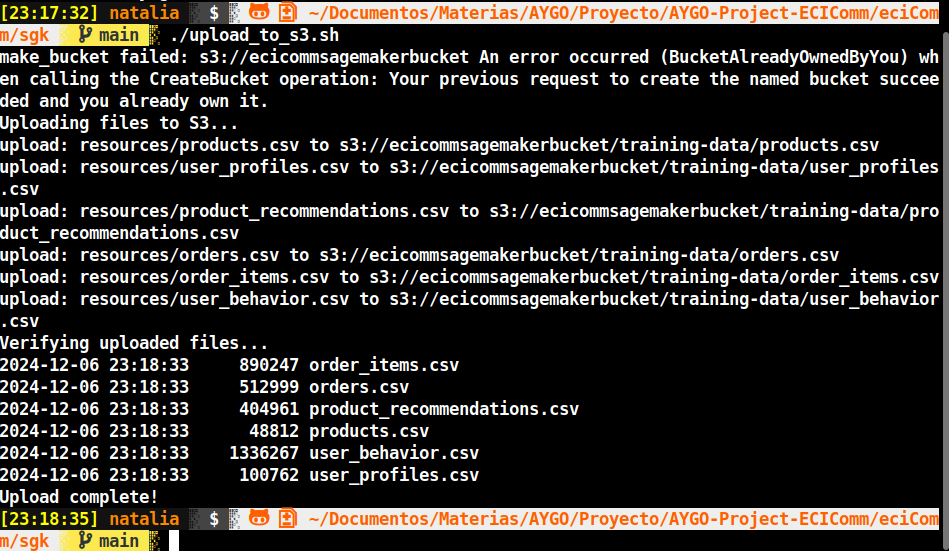 [23:17:32] natalia $ ~/Documentos/Materias/AYGO/Proyecto/AYGO-Project-ECIComm/eciCom
m/sgk main ./upload_to_s3.sh
make_bucket failed: s3://ecicommsagemakerbucket An error occurred (BucketAlreadyOwnedByYou) wh
en calling the CreateBucket operation: Your previous request to create the named bucket succee
ded and you already own it.
Uploading files to S3...
upload: resources/products.csv to s3://ecicommsagemakerbucket/training-data/products.csv
upload: resources/user_profiles.csv to s3://ecicommsagemakerbucket/training-data/user_profiles
.csv
upload: resources/product_recommendations.csv to s3://ecicommsagemakerbucket/training-data/pro
duct_recommendations.csv
upload: resources/orders.csv to s3://ecicommsagemakerbucket/training-data/orders.csv
upload: resources/order_items.csv to s3://ecicommsagemakerbucket/training-data/order_items.csv
upload: resources/user_behavior.csv to s3://ecicommsagemakerbucket/training-data/user_behavior
.csv
Verifying uploaded files...
2024-12-06 23:18:33 890247 order_items.csv
2024-12-06 23:18:33 512999 orders.csv
2024-12-06 23:18:33 404961 product_recommendations.csv
2024-12-06 23:18:33 48812 products.csv
2024-12-06 23:18:33 1336267 user_behavior.csv
2024-12-06 23:18:33 100762 user_profiles.csv
Upload complete!
[23:18:35] natalia $ ~/Documentos/Materias/AYGO/Proyecto/AYGO-Project-ECIComm/eciCom
m/sgk main